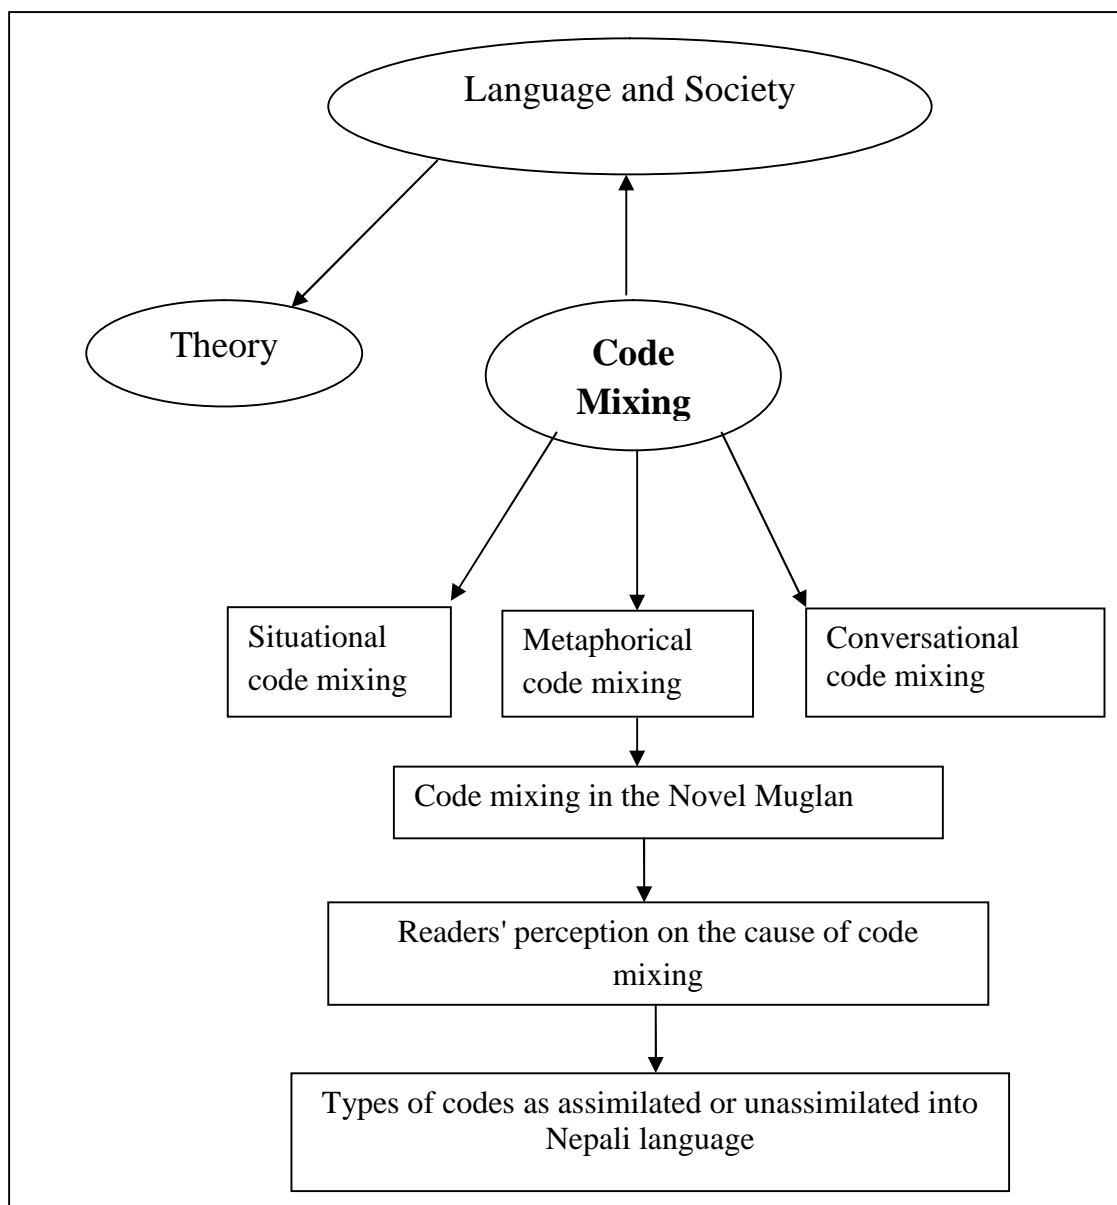 Language and Society
Theory
Code
Mixing
Situational
code mixing
Metaphorical
code mixing
Conversational
code mixing
Code mixing in the Novel Muglan
Readers' perception on the cause of code
mixing
Types of codes as assimilated or unassimilated into
Nepali language